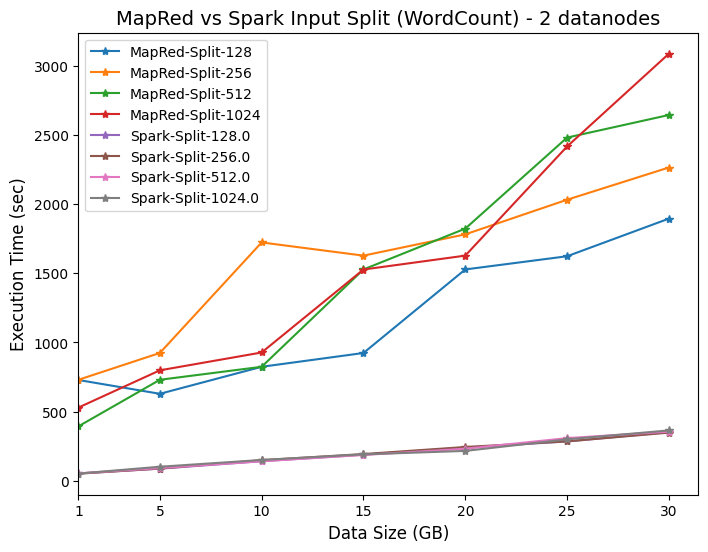 MapRed vs Spark Input Split (WordCount) - 2 datanodes
MapRed-Split-128
MapRed-Split-256
MapRed-Split-512
MapRed-Split-1024
Spark-Split-128.0
Spark-Split-256.0
Spark-Split-512.0
Spark-Split-1024.0
Execution Time (sec)
3000
2500
2000
1500
1000
500
0
1 5 10 15 20 25 30
Data Size (GB)